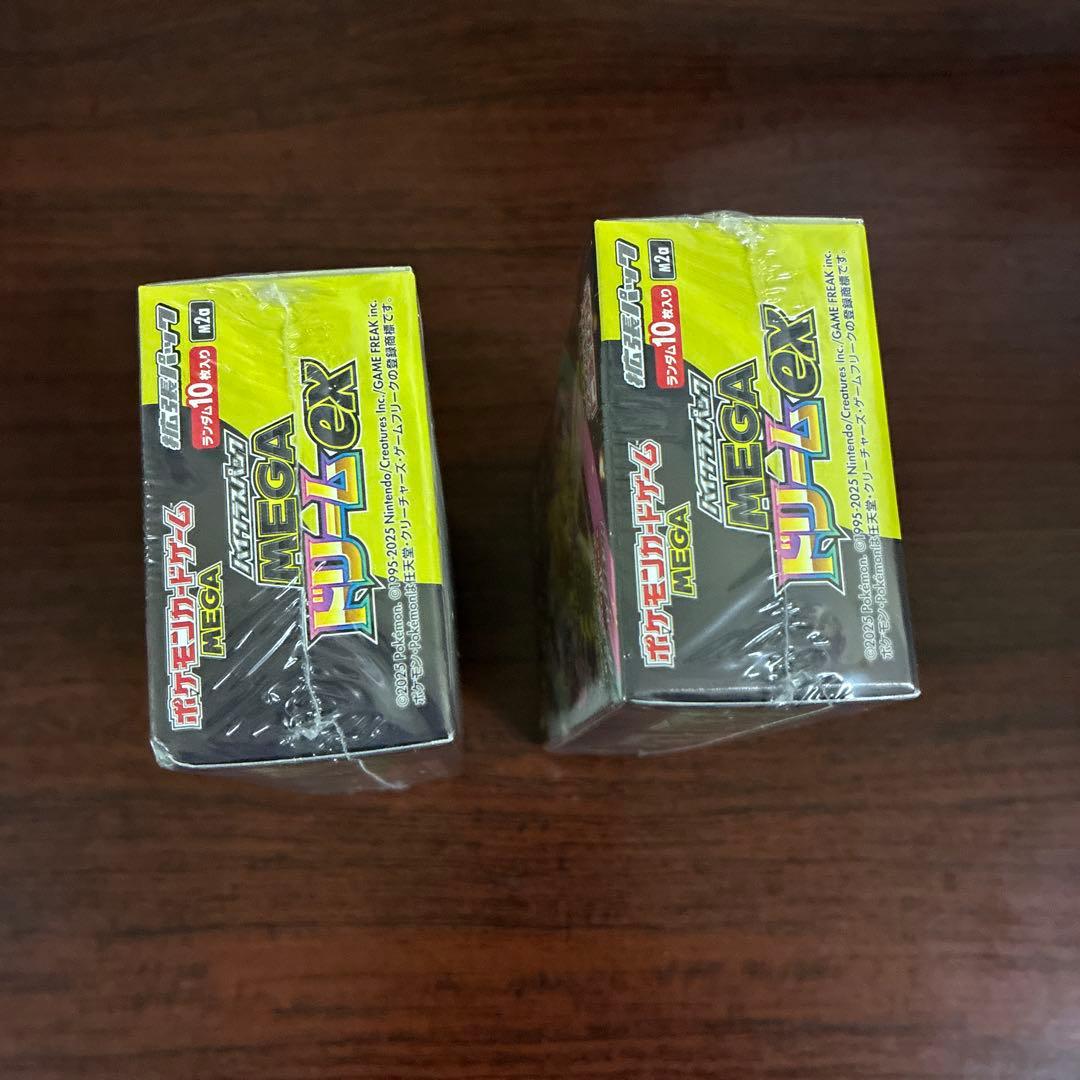 ポケモンカードゲーム
MEGA
拡張パック
ランダム10枚入り
M2a
ハイクラスパック
MEGA
ドリームex
©2025 Pokémon. ©1995-2025 Nintendo/Creatures Inc./GAME FREAK inc.
ポケモン・Pokémonは任天堂・クリーチャーズ・ゲームフリークの登録商標です。
ポケモンカードゲーム
MEGA
拡張パック
ランダム10枚入り
M2a
ハイクラスパック
MEGA
ドリームex
©2025 Pokémon. ©1995-2025 Nintendo/Creatures Inc./GAME FREAK inc.
ポケモン・Pokémonは任天堂・クリーチャーズ・ゲームフリークの登録商標です。